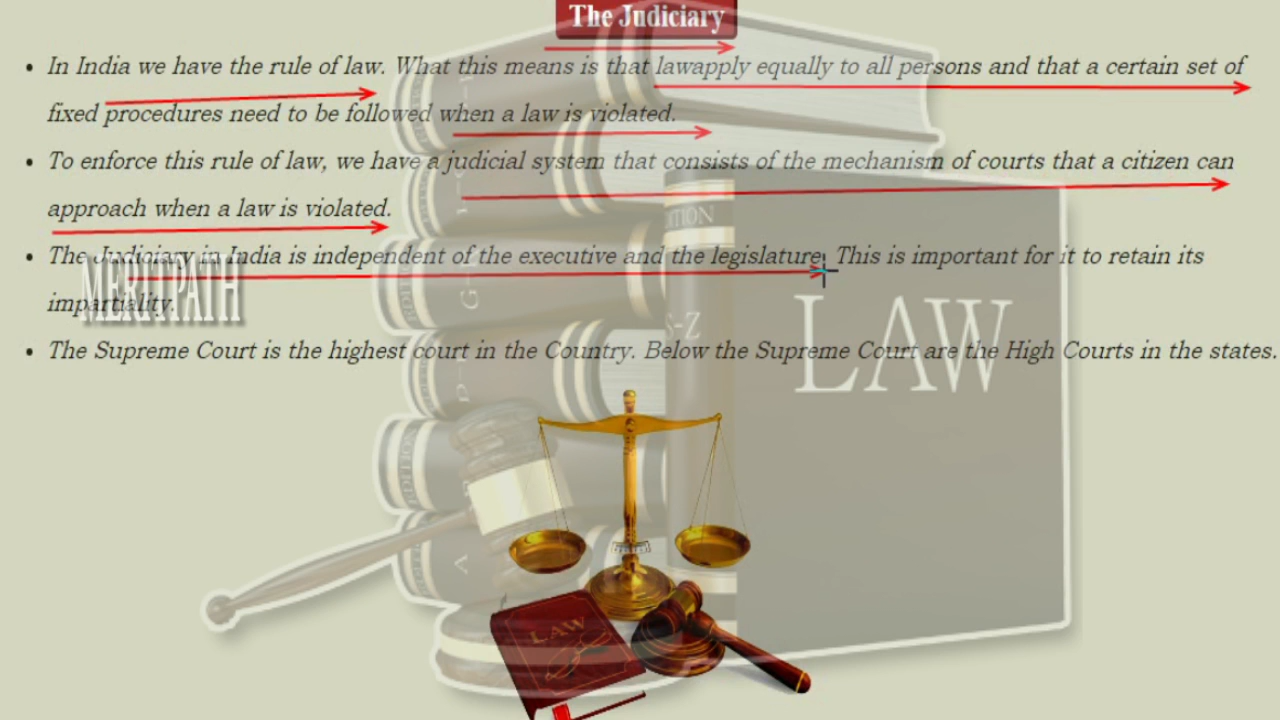 The Judiciary
• In India we have the rule of law. What this means is that lawapply equally to all persons and that a certain set of
fixed procedures need to be followed when a law is violated.
• To enforce this rule of law, we have a judicial system that consists of the mechanism of courts that a citizen can
approach when a law is violated.
• The Judiciary in India is independent of the executive and the legislature. This is important for it to retain its
impartiality.
MERITPATH
• The Supreme Court is the highest court in the Country. Below the Supreme Court are the High Courts in the states.
S-Z
LAW
G-K
A
LAW